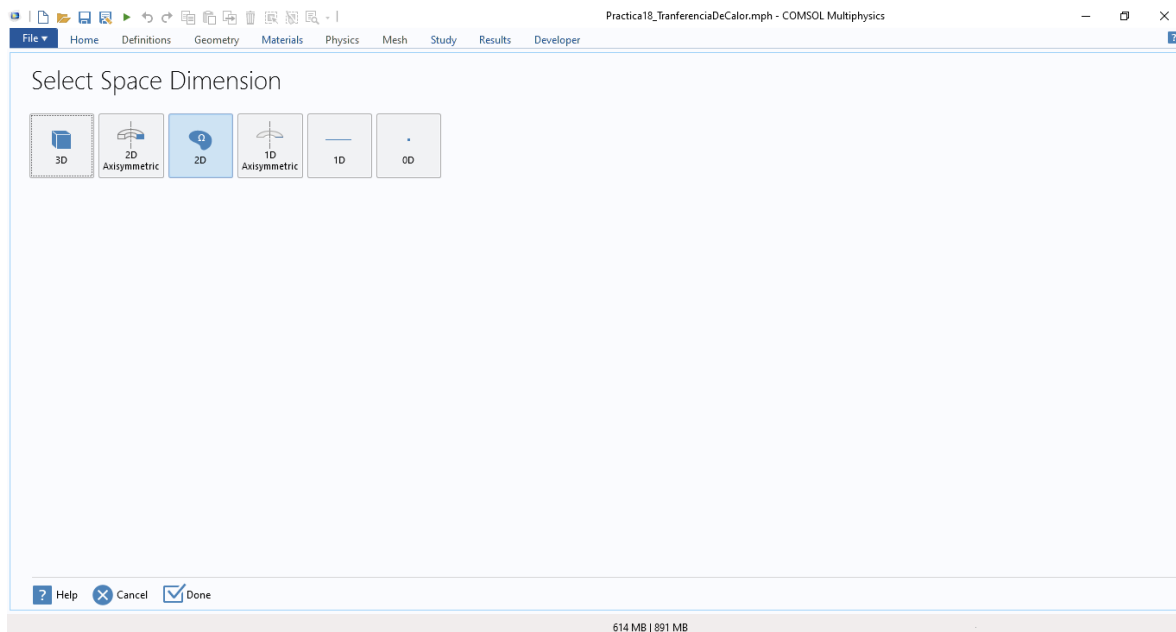 Practica18_TranferenciaDeCalor.mph - COMSOL Multiphysics
File Home Definitions Geometry Materials Physics Mesh Study Results Developer
?
Select Space Dimension
3D
2D
Axisymmetric
Ω
2D
1D
Axisymmetric
1D
0D
? Help Cancel Done
614 MB | 891 MB